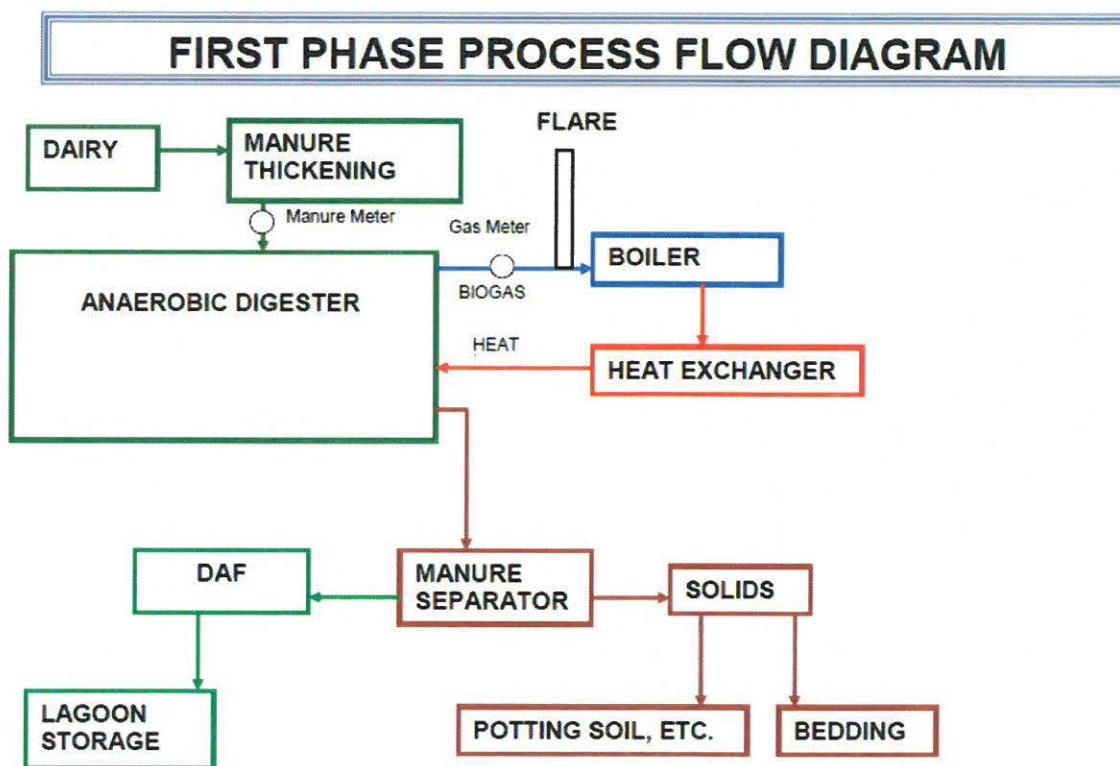 FIRST PHASE PROCESS FLOW DIAGRAM
FLARE
DAIRY
MANURE
THICKENING
Manure Meter
Gas Meter
BOILER
BIOGAS
ANAEROBIC DIGESTER
HEAT
HEAT EXCHANGER
DAF
MANURE
SEPARATOR
SOLIDS
LAGOON
STORAGE
POTTING SOIL, ETC.
BEDDING